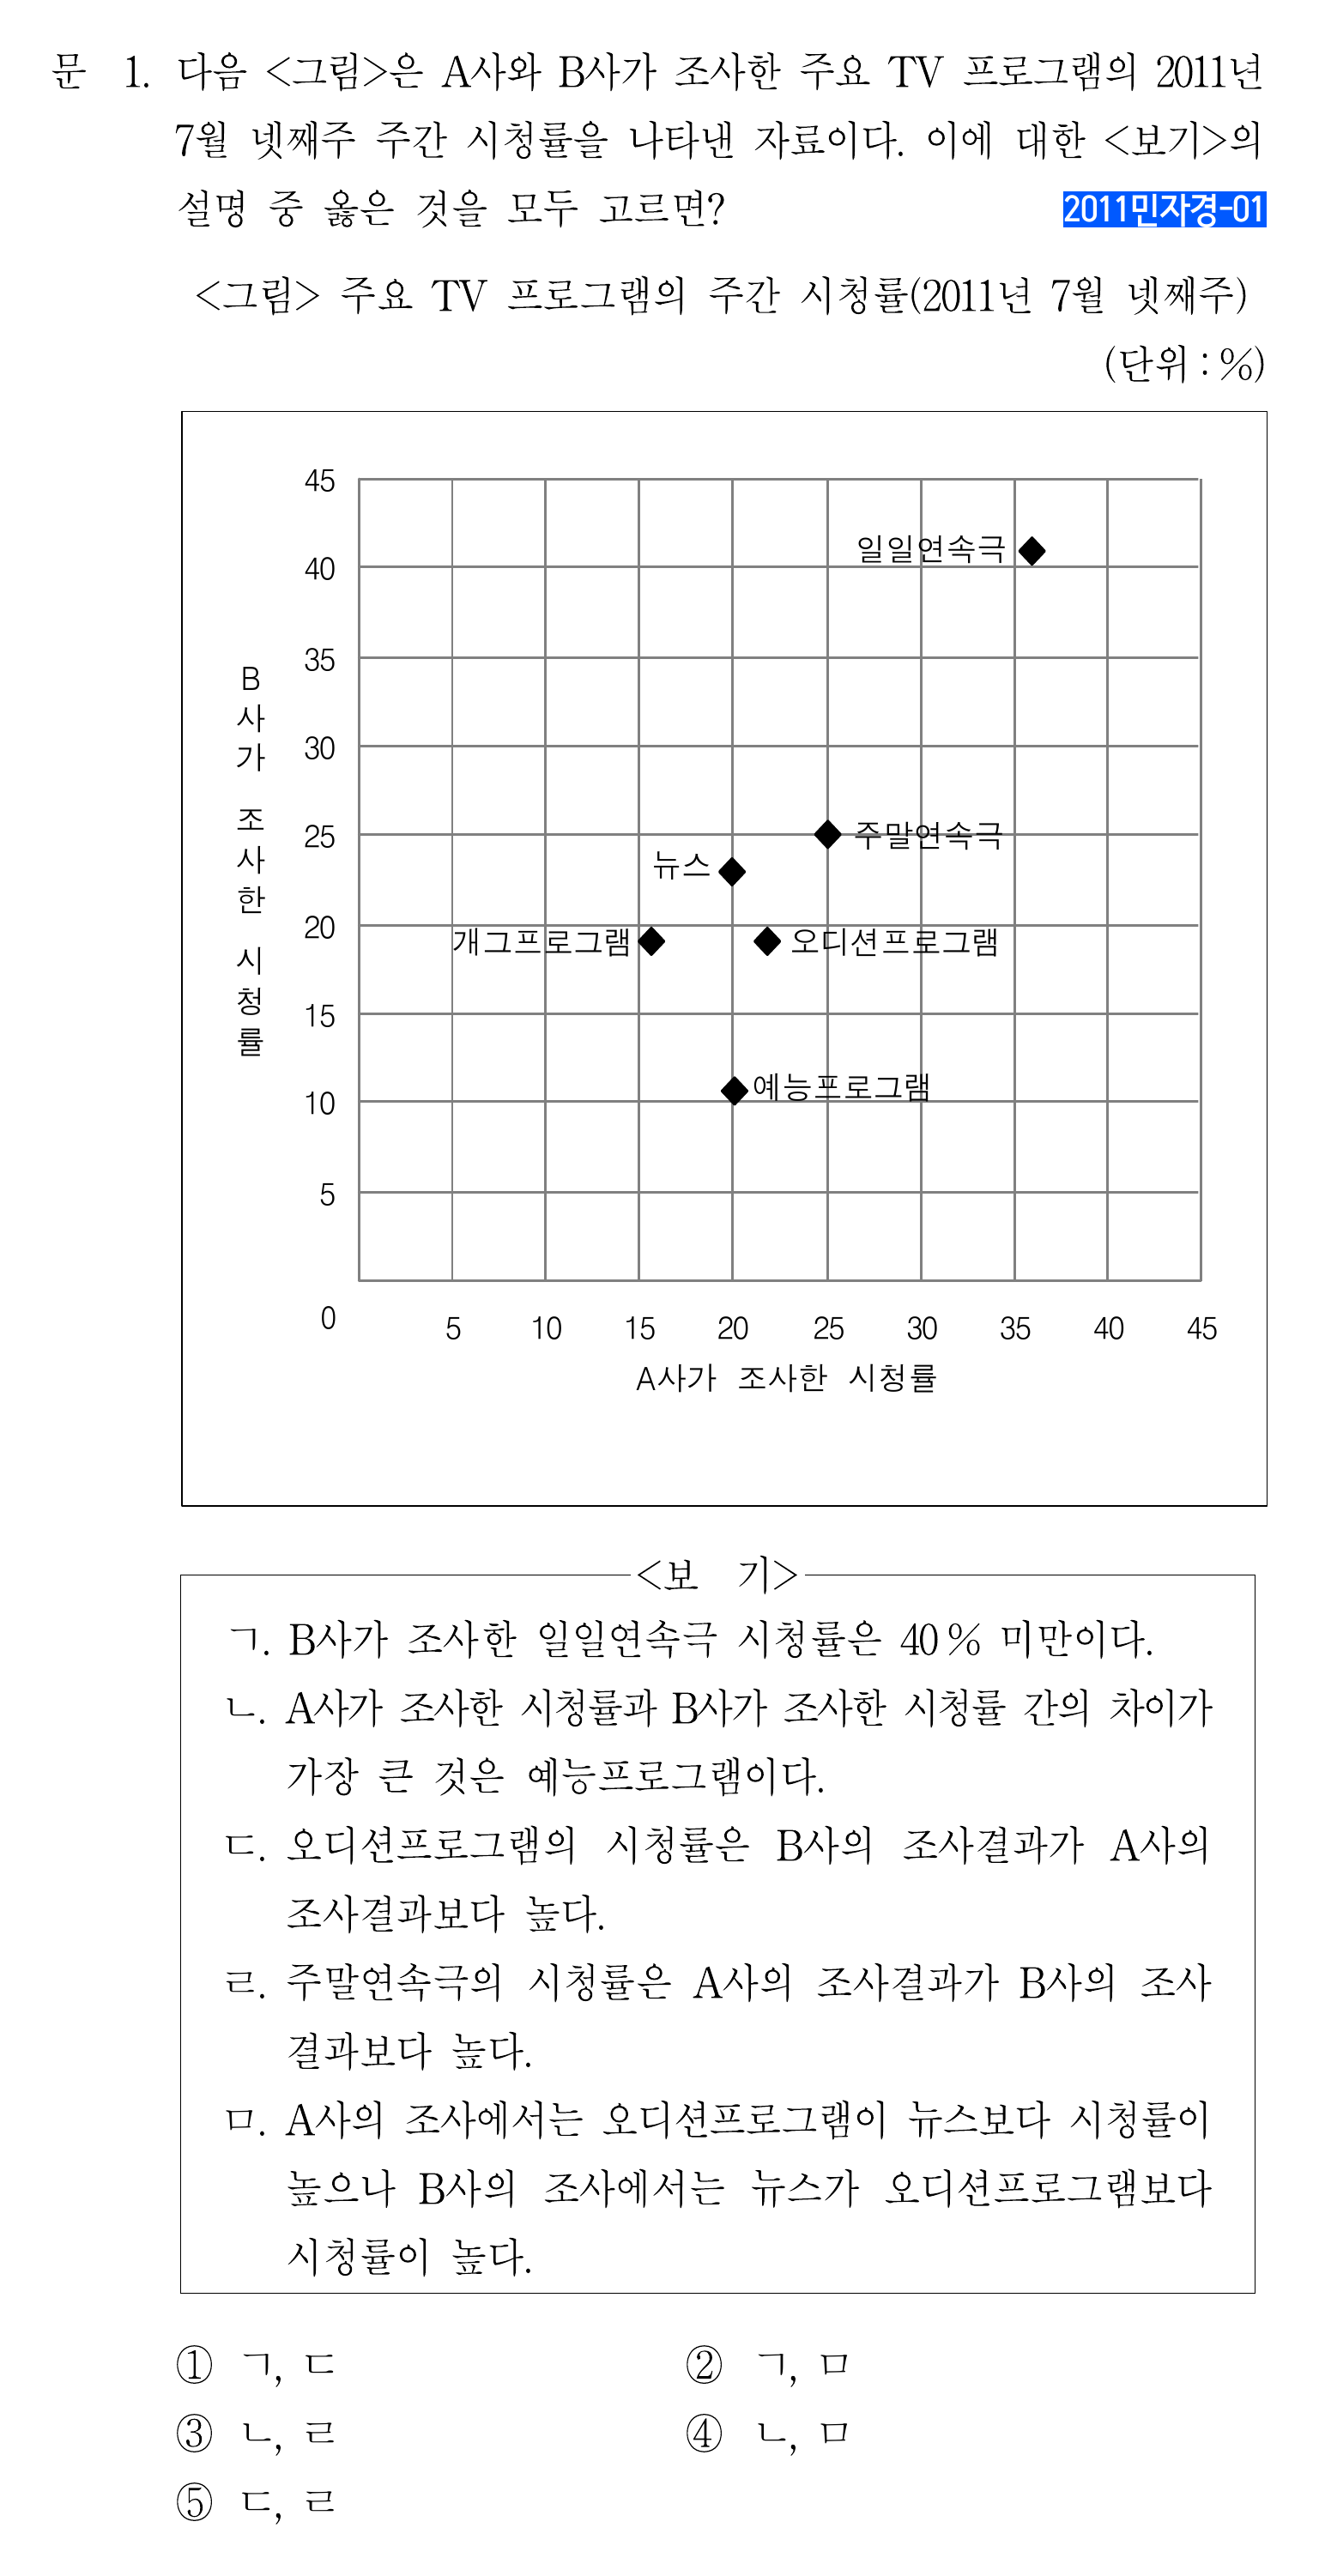 문 1. 다음 <그림>은 A사와 B사가 조사한 주요 TV 프로그램의 2011년
7월 넷째주 주간 시청률을 나타낸 자료이다. 이에 대한 <보기>의
설명 중 옳은 것을 모두 고르면?
2011민자경-01
<그림> 주요 TV 프로그램의 주간 시청률(2011년 7월 넷째주)
(단위 : %)
45
일일연속극
40
35
30
B사가 조사한 시청률
25
주말연속극
뉴스
20
개그프로그램
오디션프로그램
15
10
예능프로그램
5
0
5 10 15 20 25 30 35 40 45
A사가 조사한 시청률
<보 기>
ㄱ. B사가 조사한 일일연속극 시청률은 40 % 미만이다.
ㄴ. A사가 조사한 시청률과 B사가 조사한 시청률 간의 차이가
가장 큰 것은 예능프로그램이다.
ㄷ. 오디션프로그램의 시청률은 B사의 조사결과가 A사의
조사결과보다 높다.
ㄹ. 주말연속극의 시청률은 A사의 조사결과가 B사의 조사
결과보다 높다.
ㅁ. A사의 조사에서는 오디션프로그램이 뉴스보다 시청률이
높으나 B사의 조사에서는 뉴스가 오디션프로그램보다
시청률이 높다.
① ㄱ, ㄷ ② ㄱ, ㅁ
③ ㄴ, ㄹ ④ ㄴ, ㅁ
⑤ ㄷ, ㄹ